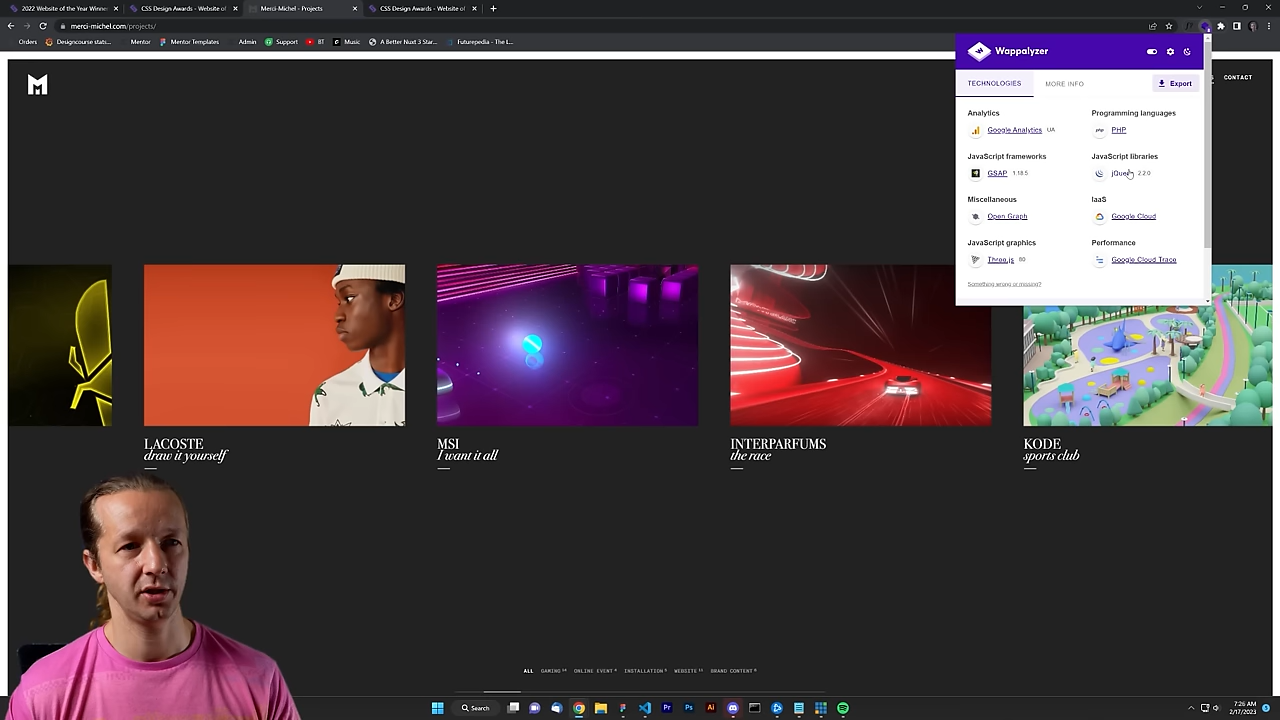 2022 Website of the Year Winner
CSS Design Awards - Website of
Merci-Michel - Projects
CSS Design Awards - Website of
merci-michel.com/projects/
Orders
Designcourse stats...
Mentor
Mentor Templates
Admin
Support
BT
Music
A Better Nuxt 3 Star...
Futurepedia - The L...
Wappalyzer
CONTACT
TECHNOLOGIES
MORE INFO
Export
Analytics
Google Analytics UA
Programming languages
PHP
JavaScript frameworks
GSAP 1.18.5
JavaScript libraries
2.2.0
Miscellaneous
Open Graph
IaaS
Google Cloud
JavaScript graphics
Three.js 80
Performance
Google Cloud Trace
Something wrong or missing?
LACOSTE
draw it yourself
MSI
I want it all
INTERPARFUMS
the race
KODE
sports club
ALL GAMING ONLINE EVENT INSTALLATION WEBSITE BRAND CONTENT
Search
7:26 AM
2/17/2023